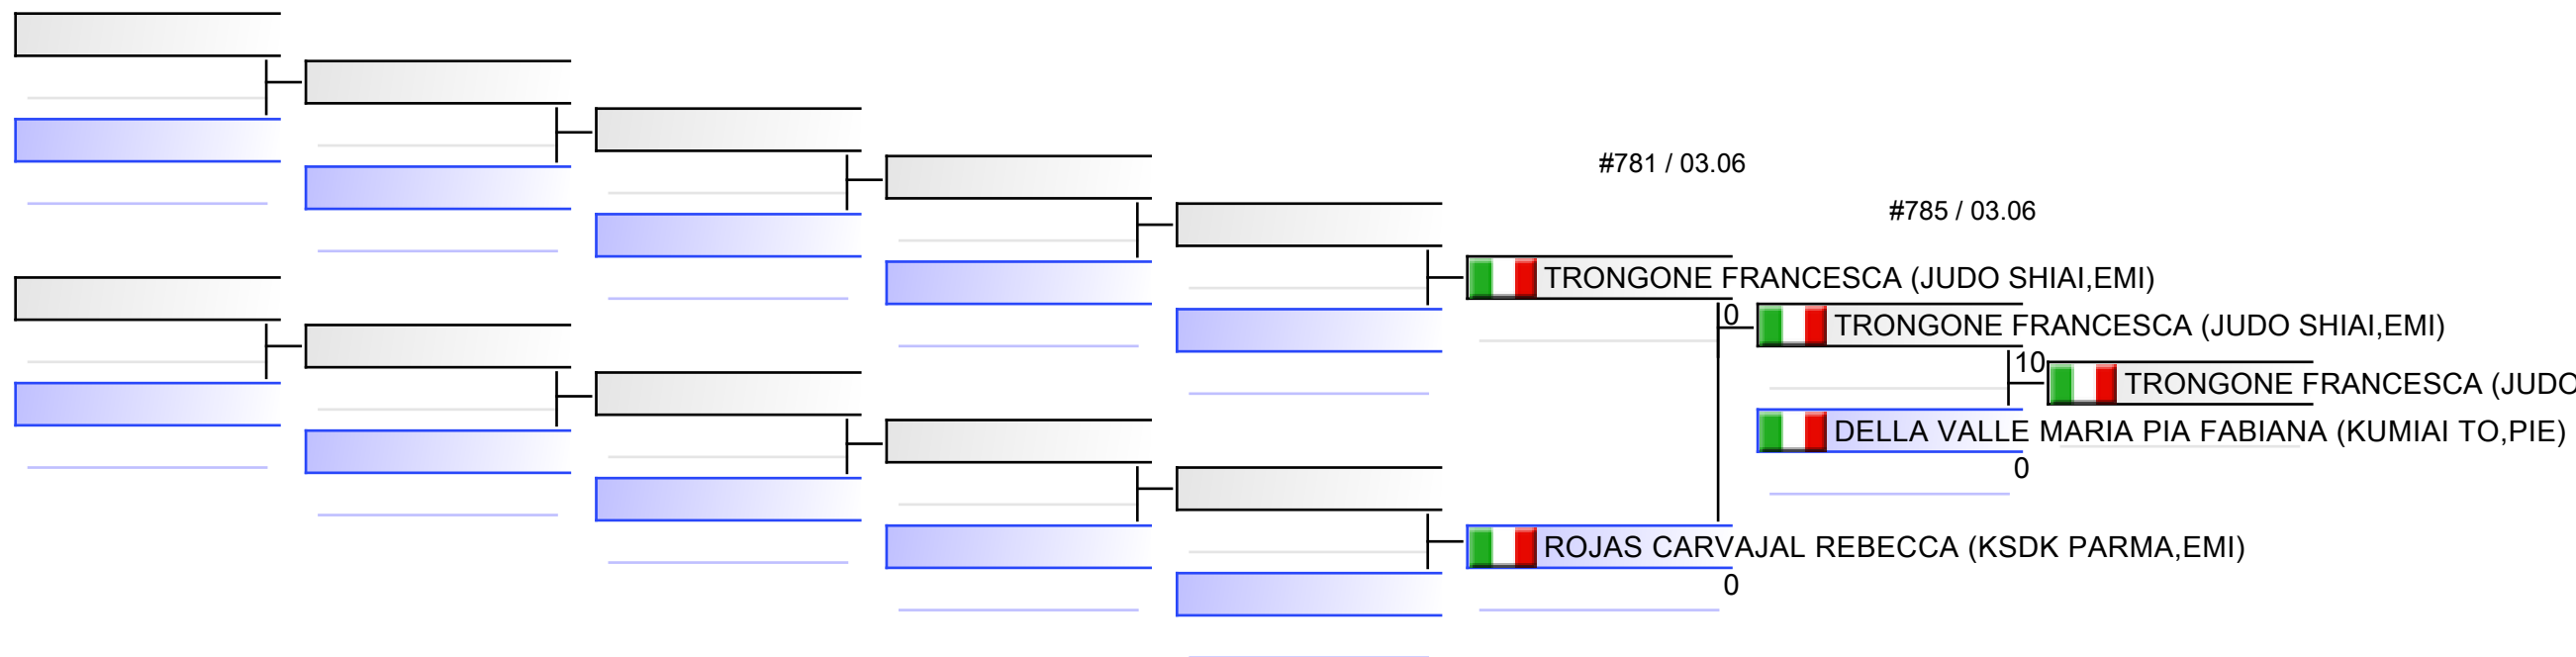 #781 / 03.06
#785 / 03.06
TRONGONE FRANCESCA (JUDO SHIAI,EMI)
0
TRONGONE FRANCESCA (JUDO SHIAI,EMI)
10
TRONGONE FRANCESCA (JUDO
DELLA VALLE MARIA PIA FABIANA (KUMIAI TO,PIE)
0
ROJAS CARVAJAL REBECCA (KSDK PARMA,EMI)
0